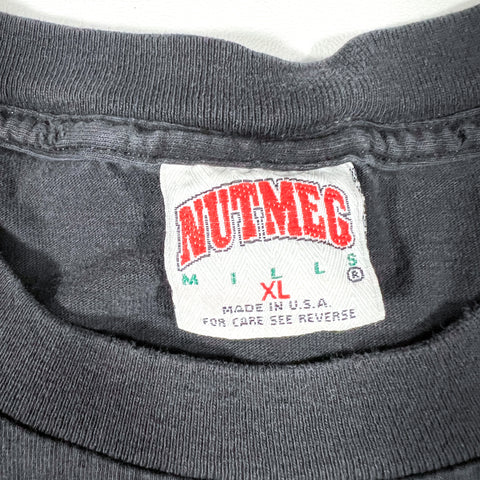 NUTMEG
MILLS®
XL
MADE IN U.S.A.
FOR CARE SEE REVERSE